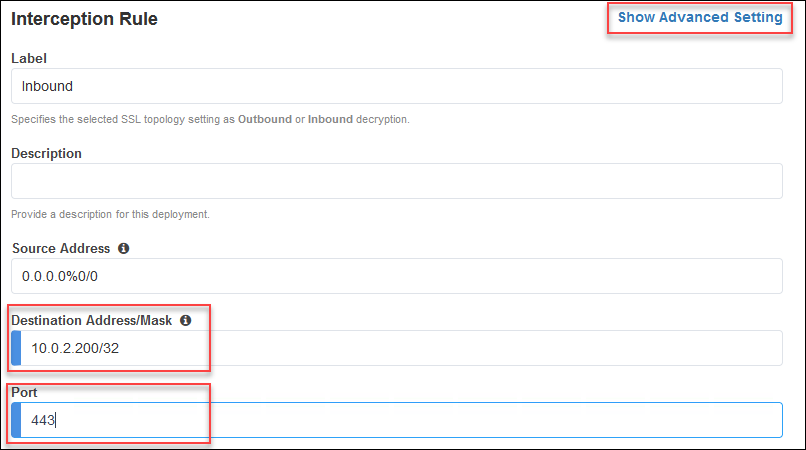 Interception Rule
Show Advanced Setting
Label
Inbound
Specifies the selected SSL topology setting as Outbound or Inbound decryption.
Description
Provide a description for this deployment.
Source Address
0.0.0.0%0/0
Destination Address/Mask
10.0.2.200/32
Port
443